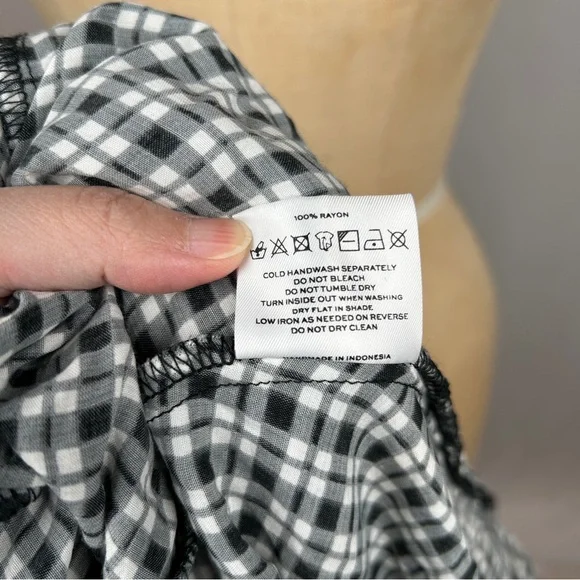 100% RAYON
COLD HANDWASH SEPARATELY
DO NOT BLEACH
DO NOT TUMBLE DRY
TURN INSIDE OUT WHEN WASHING
DRY FLAT IN SHADE
LOW IRON AS NEEDED ON REVERSE
DO NOT DRY CLEAN
HANDMADE IN INDONESIA